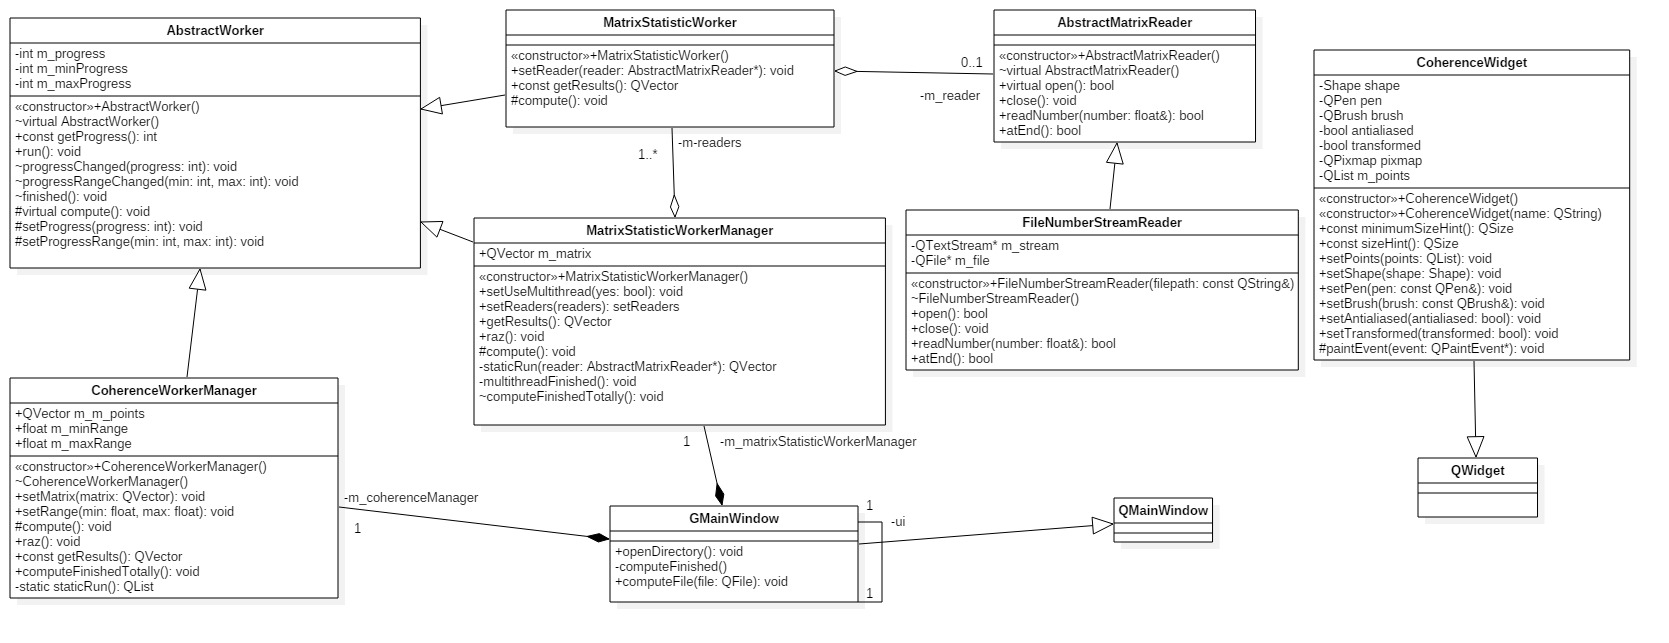 AbstractWorker
-int m_progress
-int m_minProgress
-int m_maxProgress
«constructor»+AbstractWorker()
~virtual AbstractWorker()
+const getProgress(): int
+run(): void
~progressChanged(progress: int): void
~progressRangeChanged(min: int, max: int): void
~finished(): void
#virtual compute(): void
#setProgress(progress: int): void
#setProgressRange(min: int, max: int): void
MatrixStatisticWorker
«constructor»+MatrixStatisticWorker()
+setReader(reader: AbstractMatrixReader*): void
+const getResults(): QVector
#compute(): void
0..1
-m_reader
AbstractMatrixReader
«constructor»+AbstractMatrixReader()
~virtual AbstractMatrixReader()
+virtual open(): bool
+close(): void
+readNumber(number: float&): bool
+atEnd(): bool
CoherenceWidget
-Shape shape
-QPen pen
-QBrush brush
-bool antialiased
-bool transformed
-QPixmap pixmap
-QList m_points
«constructor»+CoherenceWidget()
«constructor»+CoherenceWidget(name: QString)
+const minimumSizeHint(): QSize
+const sizeHint(): QSize
+setPoints(points: QList): void
+setShape(shape: Shape): void
+setPen(pen: const QPen&): void
+setBrush(brush: const QBrush&): void
+setAntialiased(antialiased: bool): void
+setTransformed(transformed: bool): void
#paintEvent(event: QPaintEvent*): void
-m-readers
1..*
MatrixStatisticWorkerManager
+QVector m_matrix
«constructor»+MatrixStatisticWorkerManager()
+setUseMultithread(yes: bool): void
+setReaders(readers): setReaders
+getResults(): QVector
+raz(): void
#compute(): void
-staticRun(reader: AbstractMatrixReader*): QVector
-multithreadFinished(): void
~computeFinishedTotally(): void
FileNumberStreamReader
-QTextStream* m_stream
-QFile* m_file
«constructor»+FileNumberStreamReader(filepath: const QString&)
~FileNumberStreamReader()
+open(): bool
+close(): void
+readNumber(number: float&): bool
+atEnd(): bool
CoherenceWorkerManager
+QVector m_m_points
+float m_minRange
+float m_maxRange
«constructor»+CoherenceWorkerManager()
~CoherenceWorkerManager()
+setMatrix(matrix: QVector): void
+setRange(min: float, max: float): void
#compute(): void
+raz(): void
+const getResults(): QVector
+computeFinishedTotally(): void
-static staticRun(): QList
1
-m_matrixStatisticWorkerManager
-m_coherenceManager
1
GMainWindow
+openDirectory(): void
-computeFinished()
+computeFile(file: QFile): void
1
-ui
1
QMainWindow
QWidget